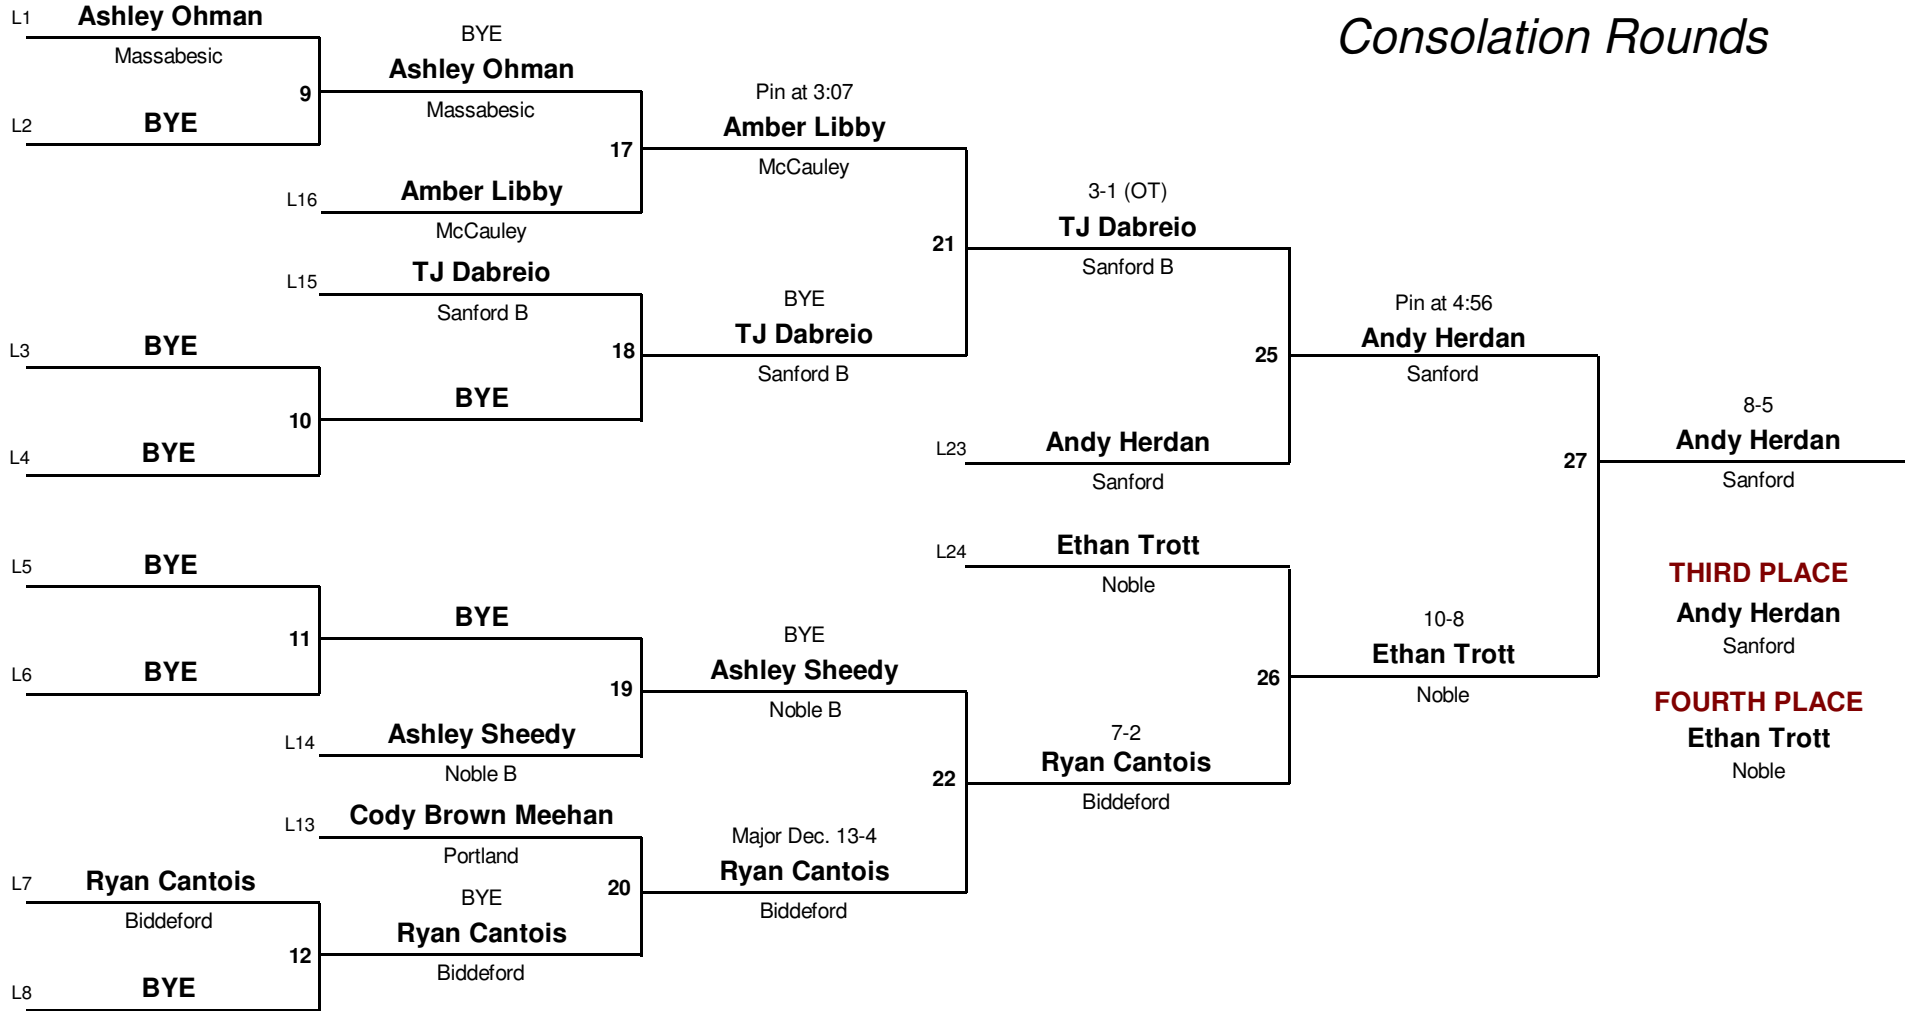 Consolation Rounds
L1
Ashley Ohman
Massabesic
9
L2
BYE
BYE
Ashley Ohman
Massabesic
17
L16
Amber Libby
McCauley
Pin at 3:07
Amber Libby
McCauley
L15
TJ Dabreio
Sanford B
18
L3
BYE
10
L4
BYE
BYE
BYE
TJ Dabreio
Sanford B
21
3-1 (OT)
TJ Dabreio
Sanford B
25
L23
Andy Herdan
Sanford
Pin at 4:56
Andy Herdan
Sanford
27
8-5
Andy Herdan
Sanford
L5
BYE
11
L6
BYE
BYE
19
L14
Ashley Sheedy
Noble B
BYE
Ashley Sheedy
Noble B
22
L13
Cody Brown Meehan
Portland
20
L7
Ryan Cantois
Biddeford
12
L8
BYE
BYE
Ryan Cantois
Biddeford
Major Dec. 13-4
Ryan Cantois
Biddeford
L24
Ethan Trott
Noble
26
7-2
Ryan Cantois
Biddeford
10-8
Ethan Trott
Noble
THIRD PLACE
Andy Herdan
Sanford
FOURTH PLACE
Ethan Trott
Noble